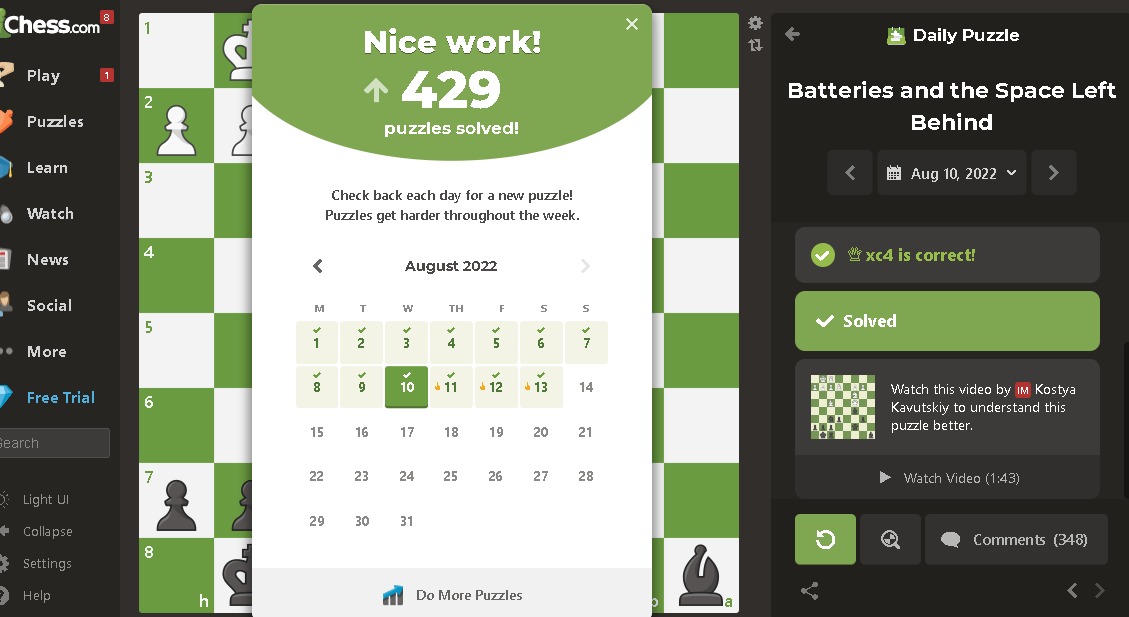 Chess.com 8
Play 1
Puzzles
Learn
Watch
News
Social
More
Free Trial
Search
Light UI
Collapse
Settings
Help
1
2
3
4
5
6
7
8
h
a
Nice work!
429
puzzles solved!
Check back each day for a new puzzle!
Puzzles get harder throughout the week.
August 2022
M T W TH F S S
1 2 3 4 5 6 7
8 9 10 11 12 13 14
15 16 17 18 19 20 21
22 23 24 25 26 27 28
29 30 31
Do More Puzzles
Daily Puzzle
Batteries and the Space Left
Behind
Aug 10, 2022
♕xc4 is correct!
Solved
Watch this video by IM Kostya
Kavutskiy to understand this
puzzle better.
Watch Video (1:43)
Comments (348)